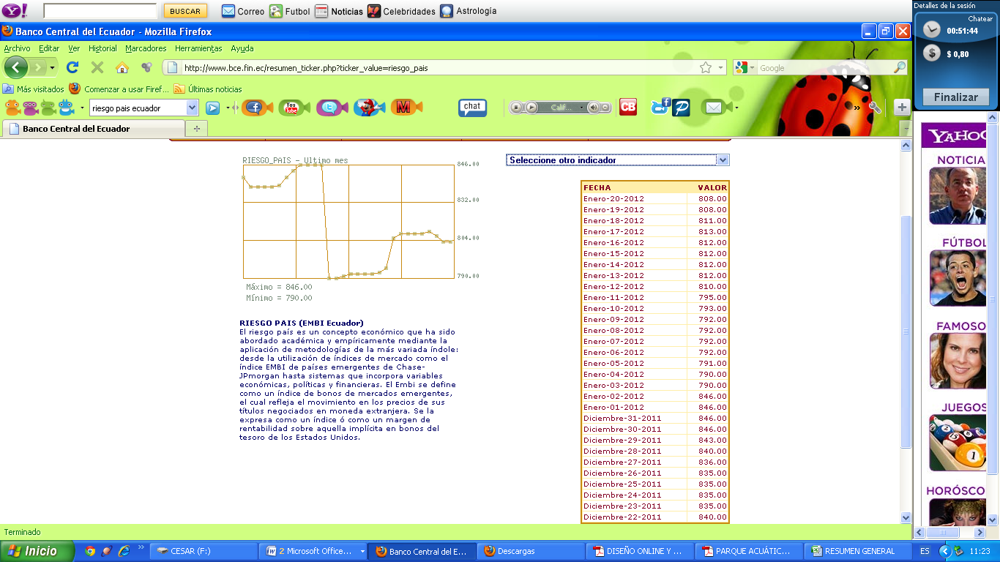 Y! BUSCAR Correo Futbol Noticias Celebridades Astrología
Detalles de la sesión
Chatear
00:51:44
$ 0,80
Finalizar
Banco Central del Ecuador - Mozilla Firefox
Archivo Editar Ver Historial Marcadores Herramientas Ayuda
http://www.bce.fin.ec/resumen_ticker.php?ticker_value=riesgo_pais
Google
Más visitados Comenzar a usar Firef... Últimas noticias
riesgo pais ecuador
You Tube
M
chat
Calif...
CB
P
»
Banco Central del Ecuador
RIESGO_PAIS - Ultimo mes
846.00
832.00
804.00
790.00
Máximo = 846.00
Mínimo = 790.00
RIESGO PAIS (EMBI Ecuador)
El riesgo país es un concepto económico que ha sido
abordado académica y empíricamente mediante la
aplicación de metodologías de la más variada índole:
desde la utilización de índices de mercado como el
índice EMBI de países emergentes de Chase-
JPmorgan hasta sistemas que incorpora variables
económicas, políticas y financieras. El Embi se define
como un índice de bonos de mercados emergentes,
el cual refleja el movimiento en los precios de sus
títulos negociados en moneda extranjera. Se la
expresa como un índice ó como un margen de
rentabilidad sobre aquella implícita en bonos del
tesoro de los Estados Unidos.
Seleccione otro indicador
FECHA VALOR
Enero-20-2012 808.00
Enero-19-2012 808.00
Enero-18-2012 811.00
Enero-17-2012 813.00
Enero-16-2012 812.00
Enero-15-2012 812.00
Enero-14-2012 812.00
Enero-13-2012 812.00
Enero-12-2012 810.00
Enero-11-2012 795.00
Enero-10-2012 793.00
Enero-09-2012 792.00
Enero-08-2012 792.00
Enero-07-2012 792.00
Enero-06-2012 792.00
Enero-05-2012 791.00
Enero-04-2012 790.00
Enero-03-2012 790.00
Enero-02-2012 846.00
Enero-01-2012 846.00
Diciembre-31-2011 846.00
Diciembre-30-2011 846.00
Diciembre-29-2011 843.00
Diciembre-28-2011 840.00
Diciembre-27-2011 836.00
Diciembre-26-2011 835.00
Diciembre-25-2011 835.00
Diciembre-24-2011 835.00
Diciembre-23-2011 835.00
Diciembre-22-2011 840.00
YAHOO
NOTICIA
FÚTBOL
FAMOSO
JUEGOS
HORÓSC
Terminado
Inicio
»
CESAR (F:)
2 Microsoft Office...
Banco Central del E...
Descargas
DISEÑO ONLINE Y ...
PARQUE ACUÁTIC...
RESUMEN GENERAL
ES
11:23